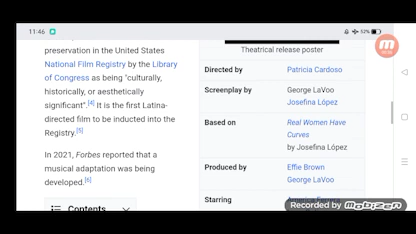 11:46
52%
preservation in the United States
National Film Registry by the Library
of Congress as being "culturally,
historically, or aesthetically
significant".[4] It is the first Latina-
directed film to be inducted into the
Registry.[5]
In 2021, Forbes reported that a
musical adaptation was being
developed.[6]
Contents
Theatrical release poster
Directed by Patricia Cardoso
Screenplay by George LaVoo
Josefina López
Based on Real Women Have
Curves
by Josefina López
Produced by Effie Brown
George LaVoo
Starring
Recorded by mobizen